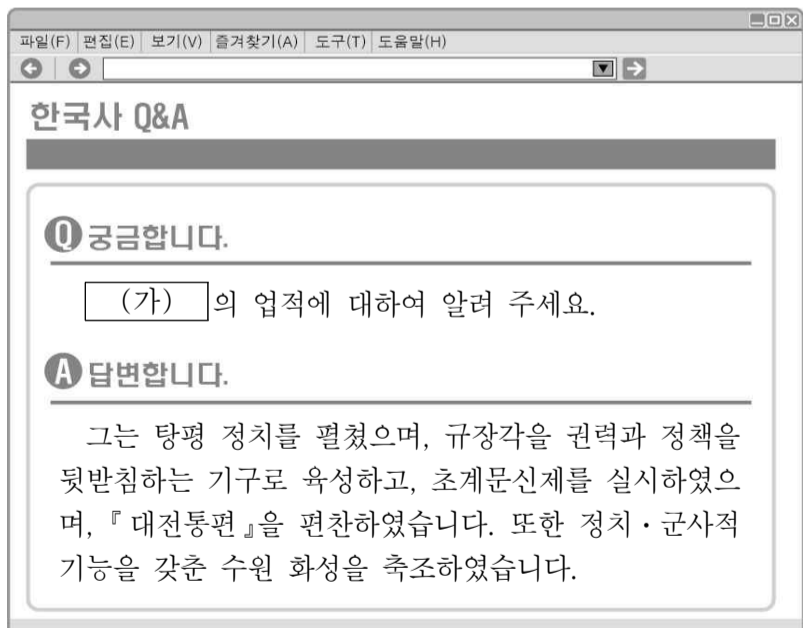 파일(F) 편집(E) 보기(V) 즐겨찾기(A) 도구(T) 도움말(H)
한국사 Q&A
Q 궁금합니다.
(가) 의 업적에 대하여 알려 주세요.
A 답변합니다.
그는 탕평 정치를 펼쳤으며, 규장각을 권력과 정책을
뒷받침하는 기구로 육성하고, 초계문신제를 실시하였으
며, 『대전통편』을 편찬하였습니다. 또한 정치·군사적
기능을 갖춘 수원 화성을 축조하였습니다.